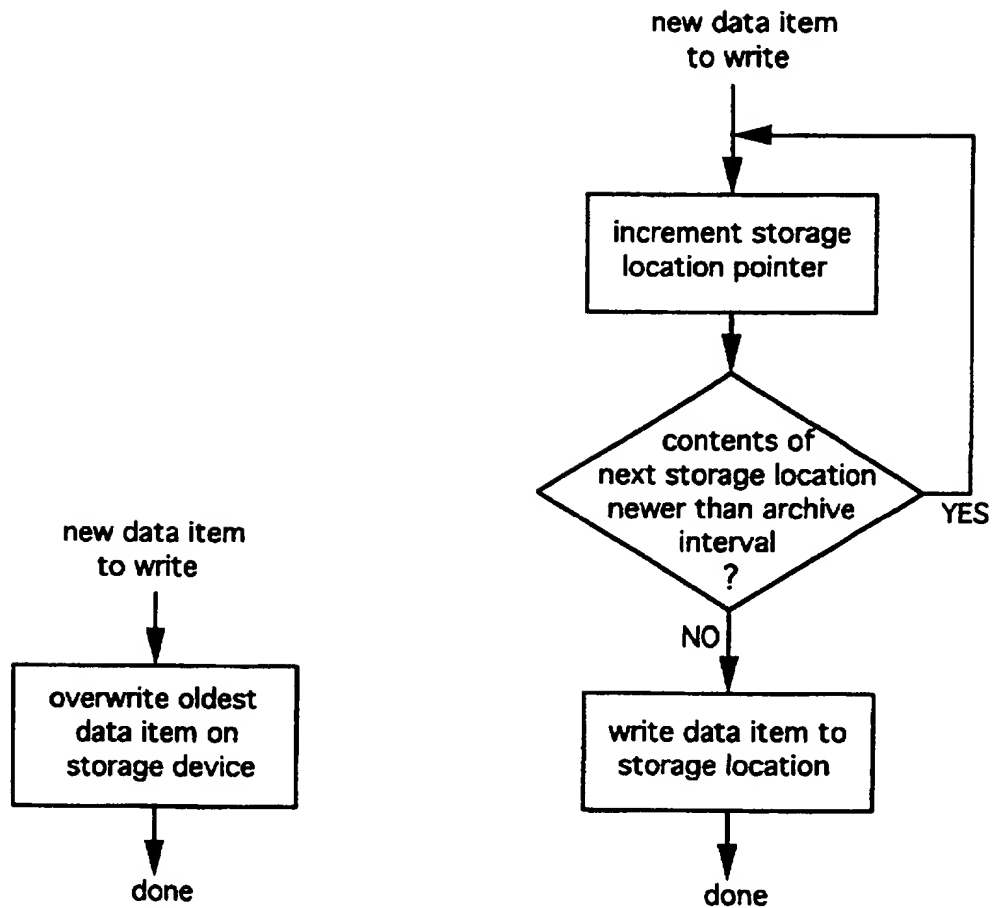 new data item
to write
overwrite oldest
data item on
storage device
done
new data item
to write
increment storage
location pointer
contents of
next storage location
newer than archive
interval
?
YES
NO
write data item to
storage location
done